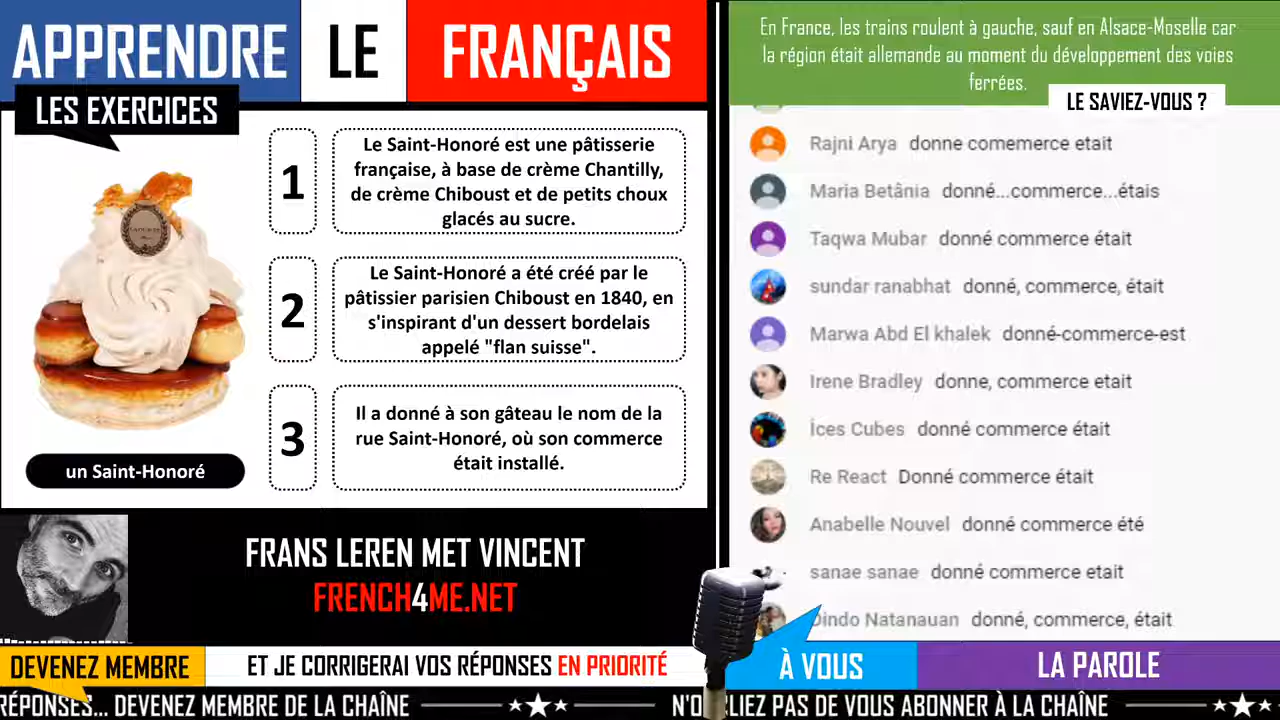 APPRENDRE LE FRANÇAIS
LES EXERCICES
1
Le Saint-Honoré est une pâtisserie
française, à base de crème Chantilly,
de crème Chiboust et de petits choux
glacés au sucre.
2
Le Saint-Honoré a été créé par le
pâtissier parisien Chiboust en 1840, en
s'inspirant d'un dessert bordelais
appelé "flan suisse".
3
Il a donné à son gâteau le nom de la
rue Saint-Honoré, où son commerce
était installé.
un Saint-Honoré
FRANS LEREN MET VINCENT
FRENCH4ME.NET
DEVENEZ MEMBRE
ET JE CORRIGERAI VOS RÉPONSES EN PRIORITÉ
En France, les trains roulent à gauche, sauf en Alsace-Moselle car
la région était allemande au moment du développement des voies
ferrées.
LE SAVIEZ-VOUS ?
Rajni Arya donne comemerce etait
Maria Betânia donné...commerce...étais
Taqwa Mubar donné commerce était
sundar ranabhat donné, commerce, était
Marwa Abd El khalek donné-commerce-est
Irene Bradley donne, commerce etait
İces Cubes donné commerce était
Re React Donné commerce était
Anabelle Nouvel donné commerce été
sanae sanae donné commerce etait
Dindo Natanauan donné, commerce, était
À VOUS
LA PAROLE
RÉPONSES... DEVENEZ MEMBRE DE LA CHAÎNE
PAS DE VOUS ABONNER À LA CHAÎNE